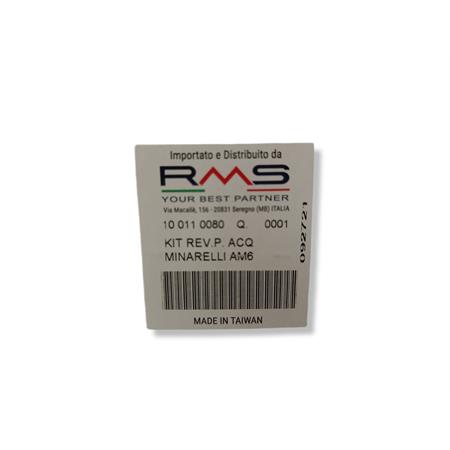 Importato e Distribuito da
RMS
YOUR BEST PARTNER
Via Macallè, 156 - 20831 Seregno (MB) ITALIA
10 011 0080 Q. 0001
KIT REV.P. ACQ
MINARELLI AM6
092721
MADE IN TAIWAN